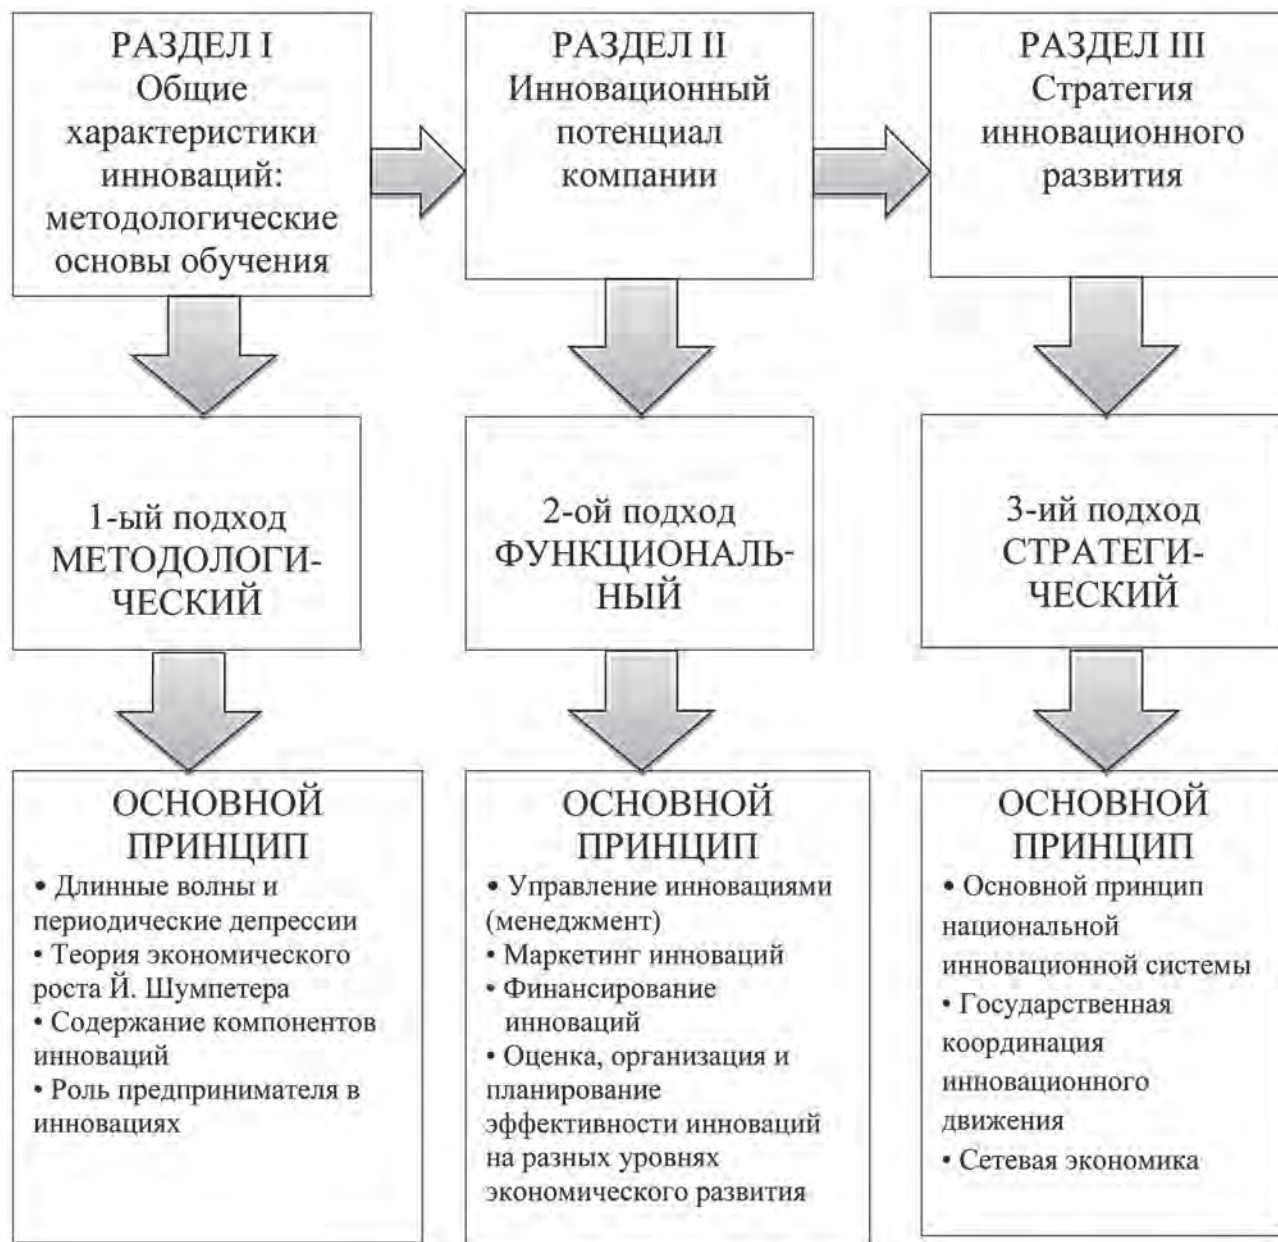 РАЗДЕЛ I
Общие
характеристики
инноваций:
методологические
основы обучения
РАЗДЕЛ II
Инновационный
потенциал
компании
РАЗДЕЛ III
Стратегия
инновационного
развития
1-ый подход
МЕТОДОЛОГИ-
ЧЕСКИЙ
2-ой подход
ФУНКЦИОНАЛЬ-
НЫЙ
3-ий подход
СТРАТЕГИ-
ЧЕСКИЙ
ОСНОВНОЙ
ПРИНЦИП
• Длинные волны и
периодические депрессии
• Теория экономического
роста Й. Шумпетера
• Содержание компонентов
инноваций
• Роль предпринимателя в
инновациях
ОСНОВНОЙ
ПРИНЦИП
• Управление инновациями
(менеджмент)
• Маркетинг инноваций
• Финансирование
инноваций
• Оценка, организация и
планирование
эффективности инноваций
на разных уровнях
экономического развития
ОСНОВНОЙ
ПРИНЦИП
• Основной принцип
национальной
инновационной системы
• Государственная
координация
инновационного
движения
• Сетевая экономика